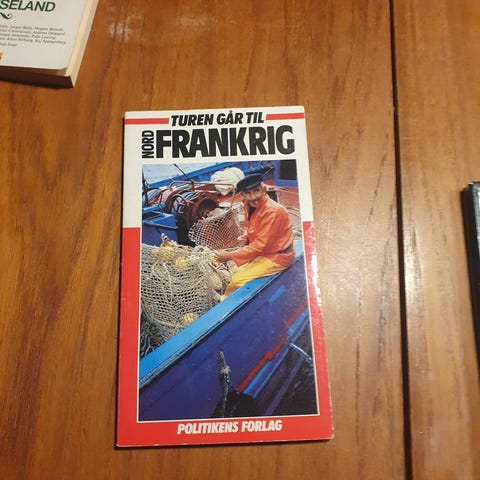 SELAND
TUREN GÅR TIL
NORD
FRANKRIG
POLITIKENS FORLAG